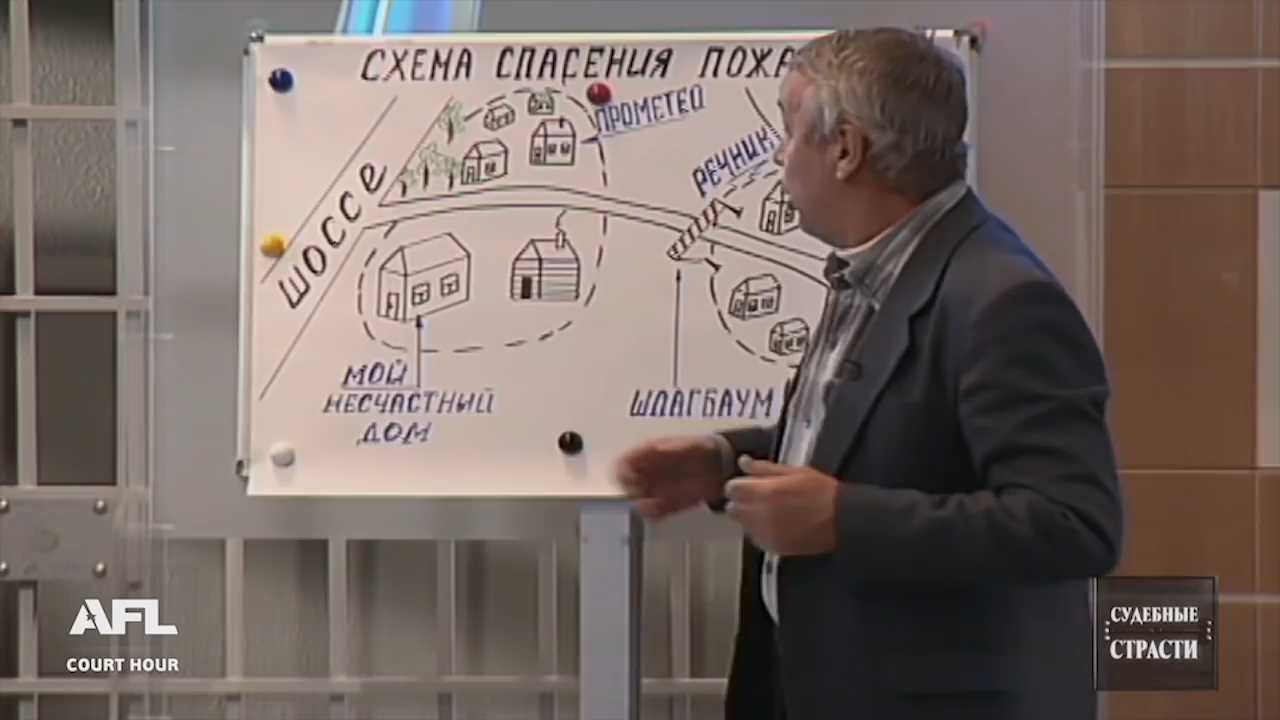 СХЕМА СПАСЕНИЯ ПОЖА
ПРОМЕТЕЙ
РЕЧНИК
ШОССЕ
МОЙ
НЕСЧАСТНЫЙ
ДОМ
ШЛАГБАУМ
AFL
COURT HOUR
СУДЕБНЫЕ
СТРАСТИ